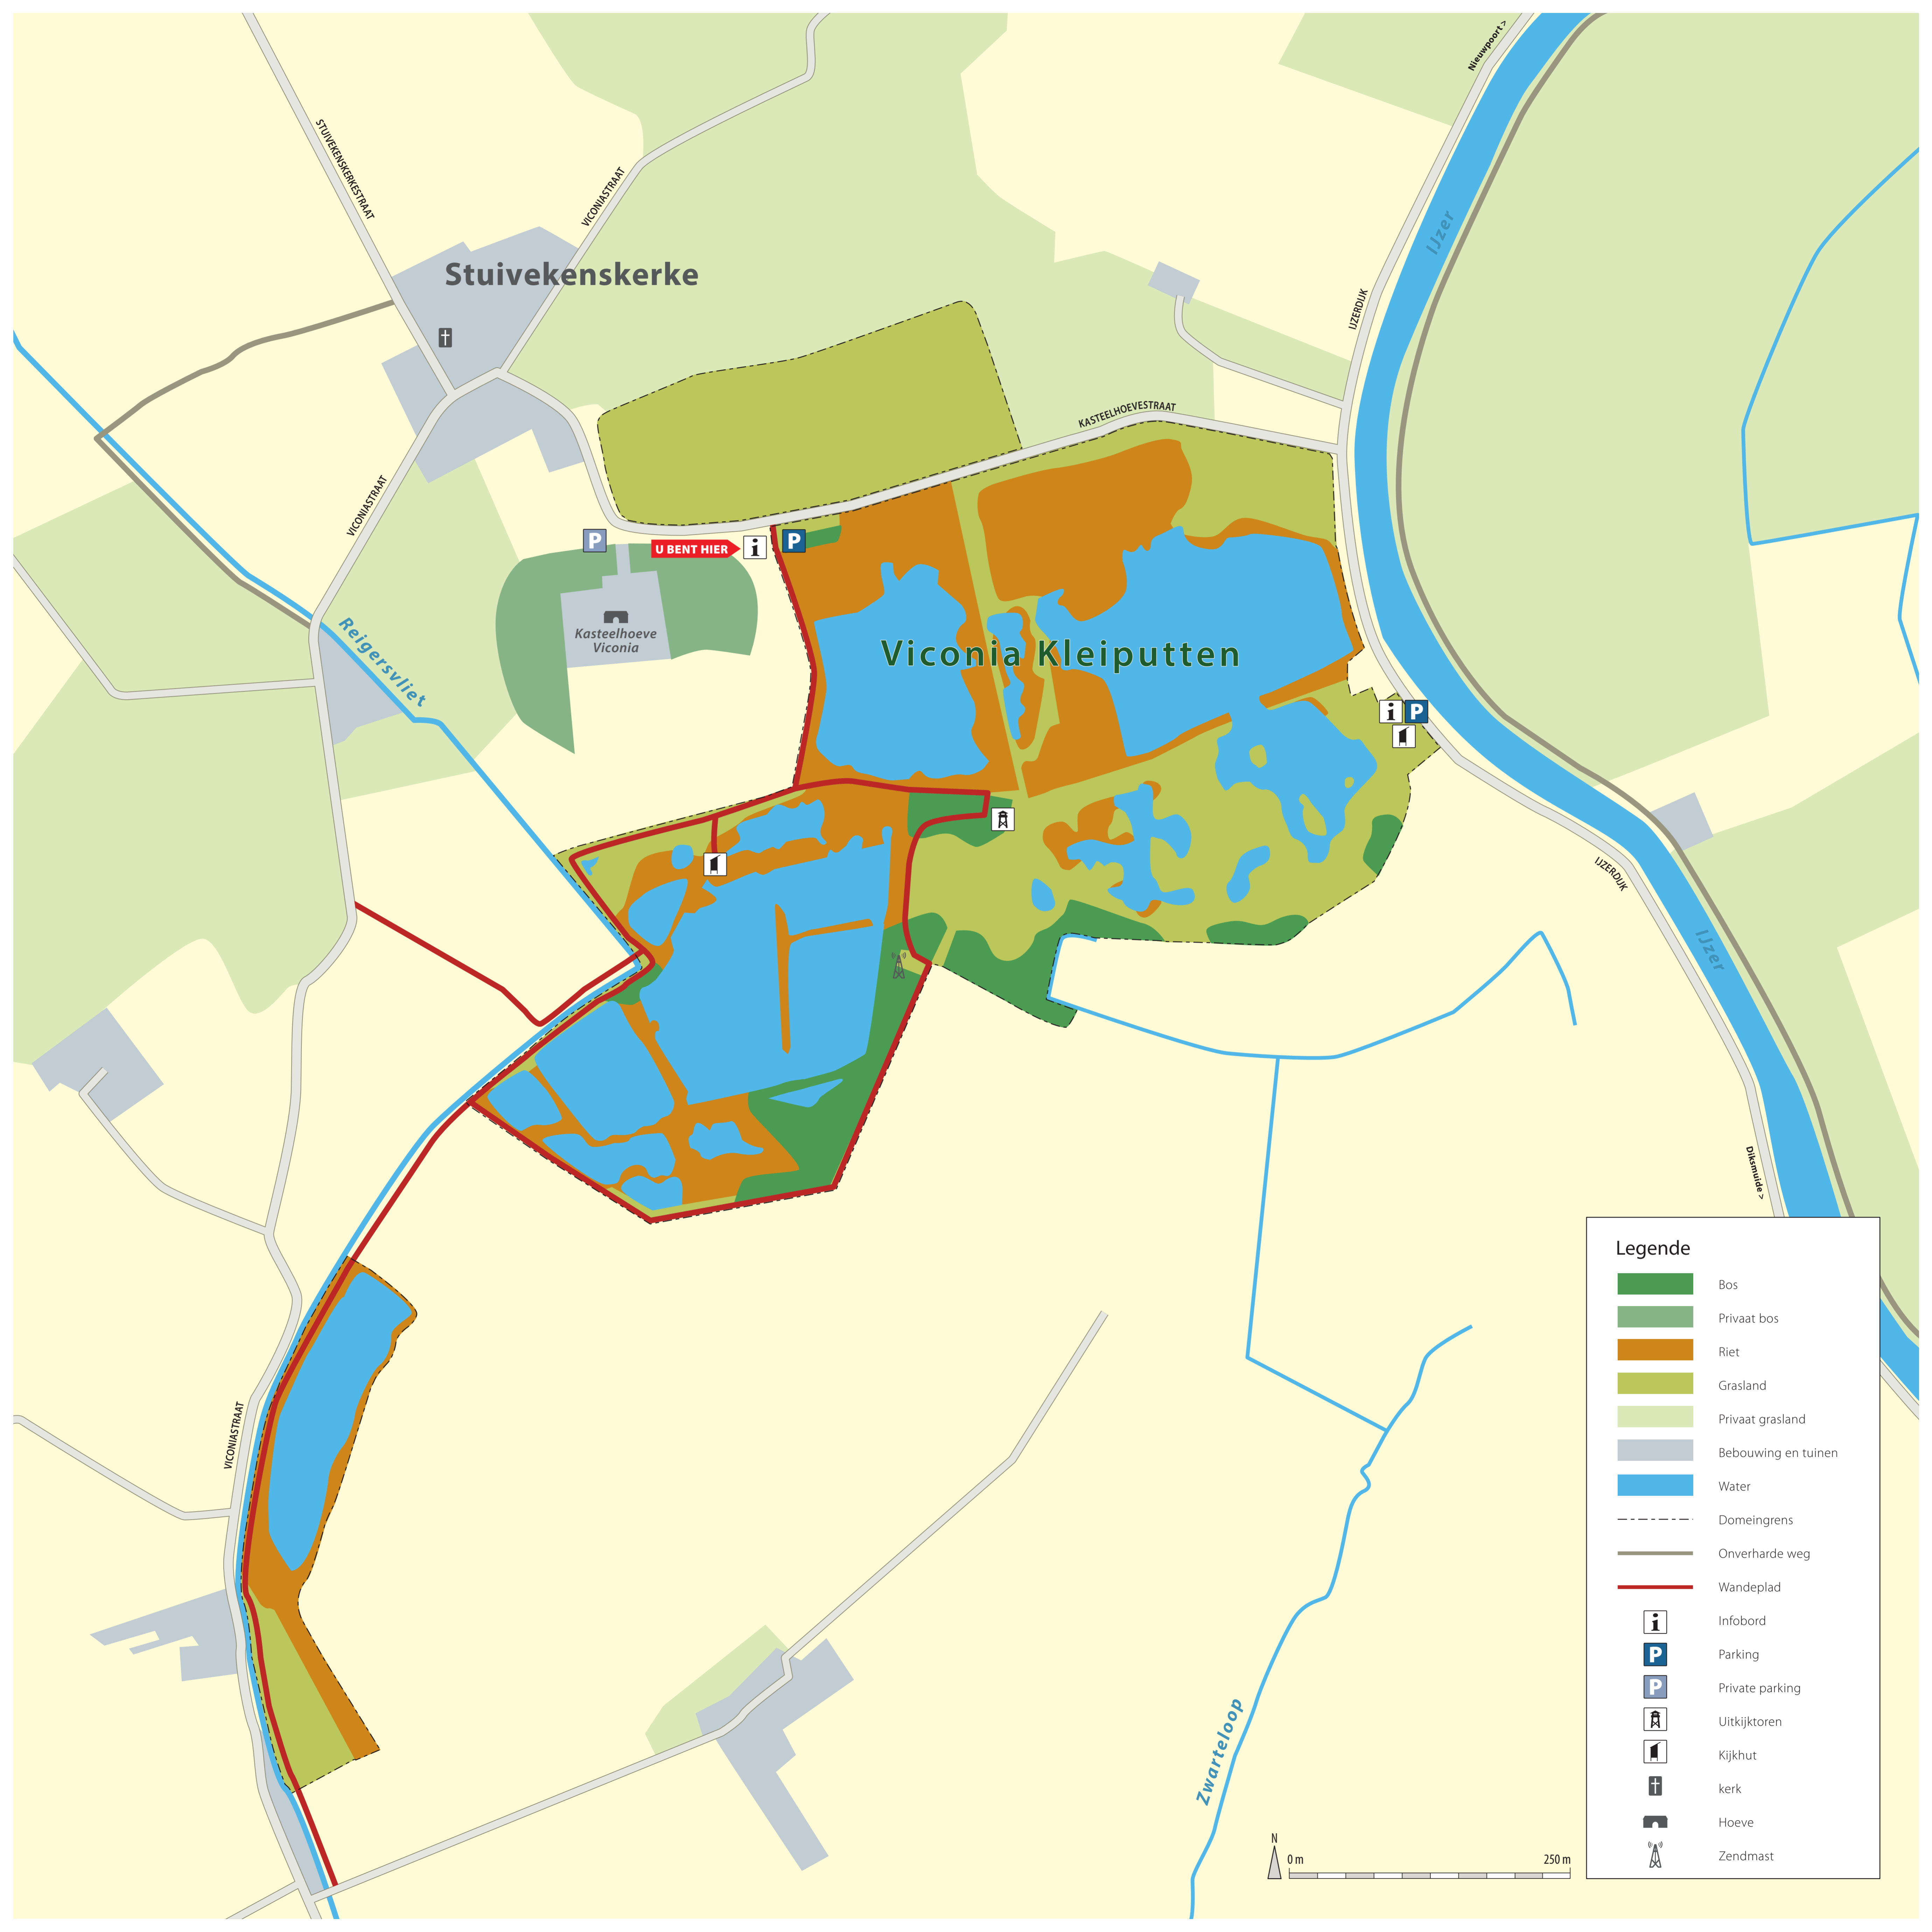 Nieuwpoort >
STUIVEKENSKERKESTRAAT
VICONIASTRAAT
IJzer
Stuivekenskerke
IJZERDIJK
KASTEELHOEVESTRAAT
VICONIASTRAAT
P
U BENT HIER
i
P
Reigersvliet
Kasteelhoeve
Viconia
Viconia Kleiputten
i
P
IJZERDIJK
IJzer
Diksmuide >
VICONIASTRAAT
Zwarteloop
N
0 m
250 m
Legende
Bos
Privaat bos
Riet
Grasland
Privaat grasland
Bebouwing en tuinen
Water
Domeingrens
Onverharde weg
Wandeplad
i
Infobord
P
Parking
P
Private parking
Uitkijktoren
Kijkhut
kerk
Hoeve
Zendmast